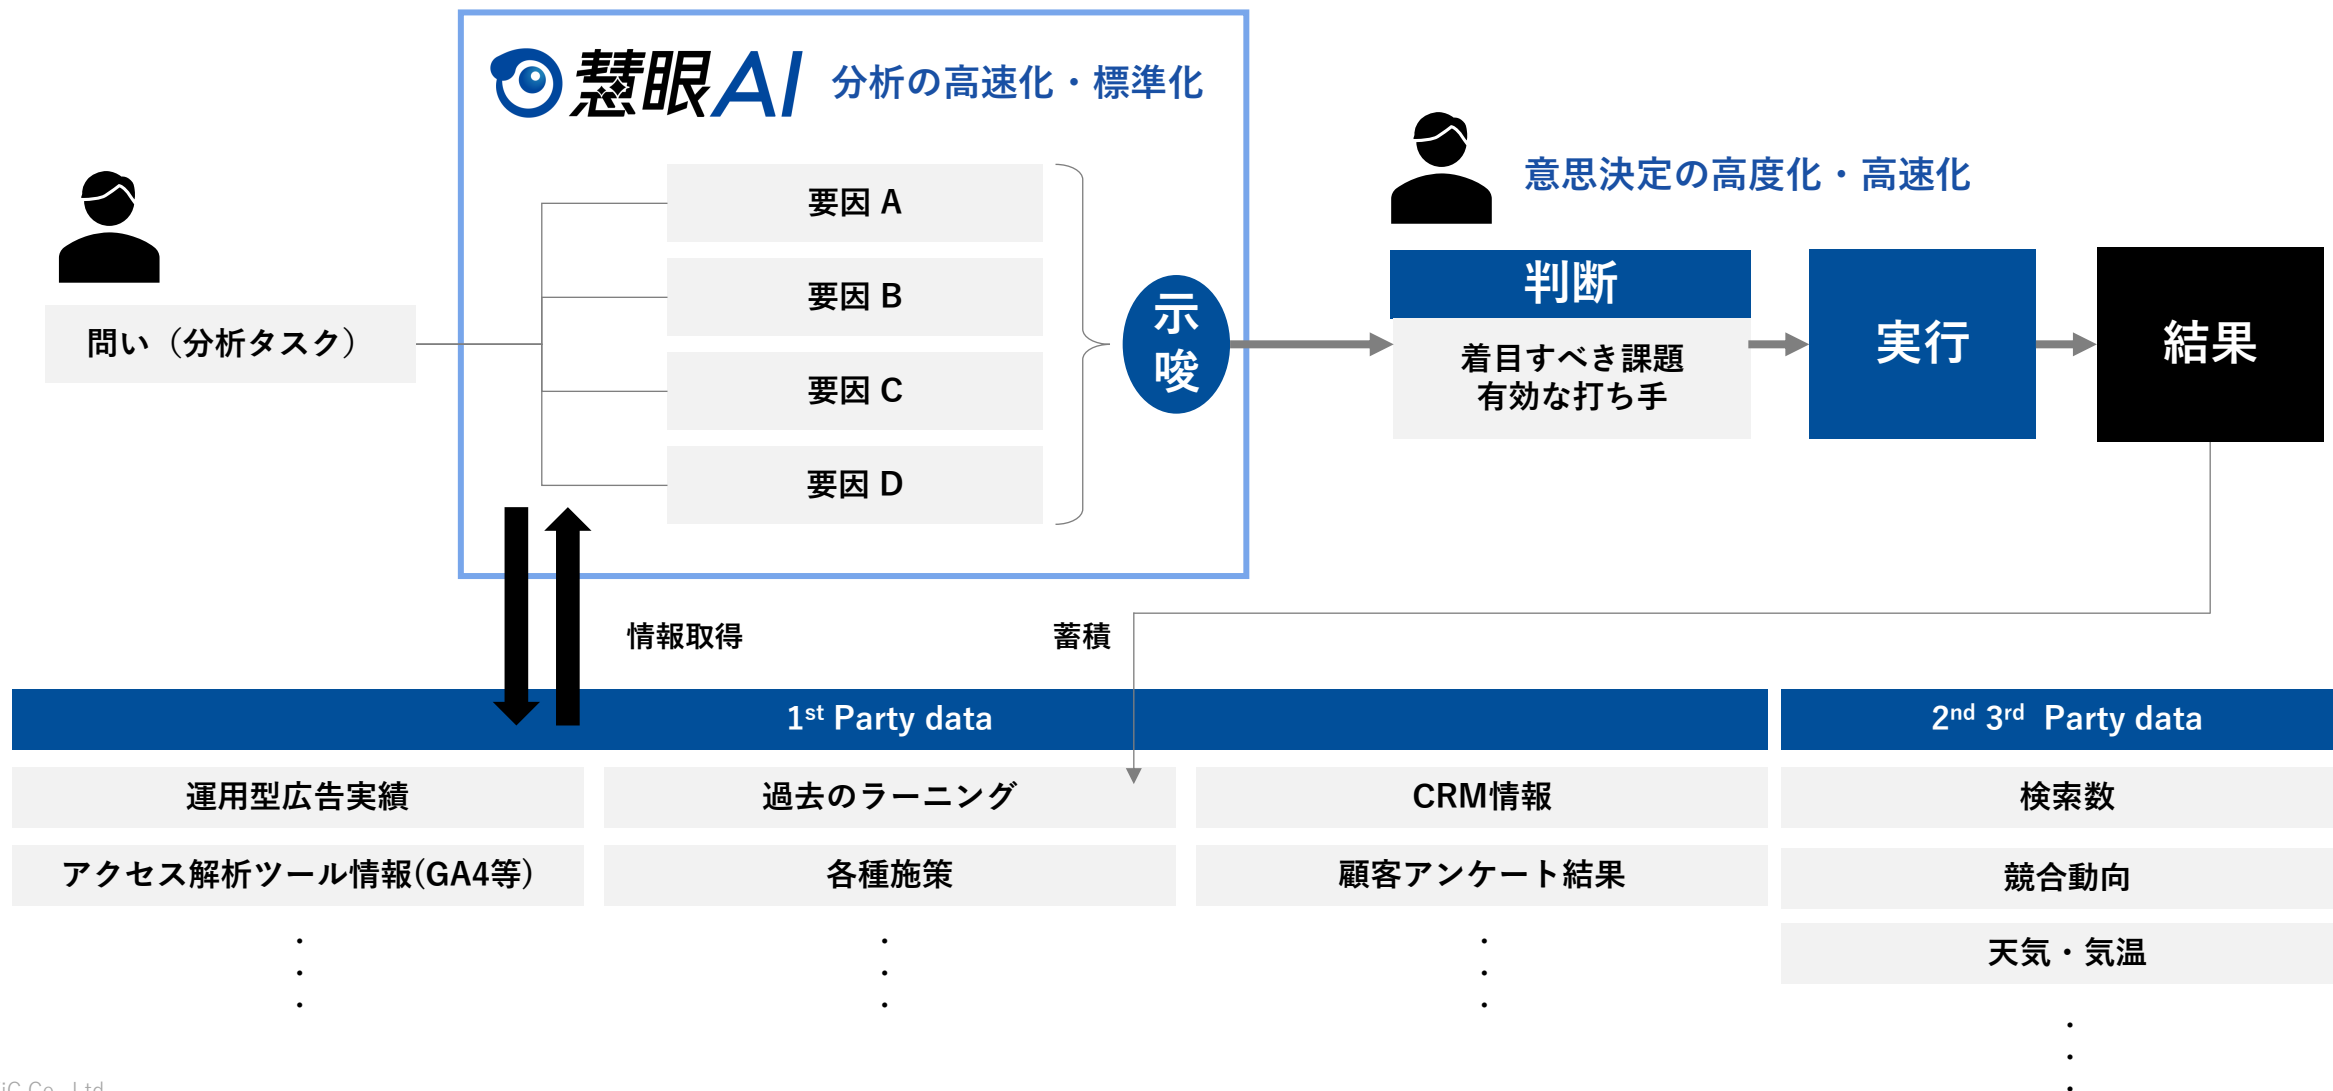 慧眼AI 分析の高速化・標準化
意思決定の高度化・高速化
問い（分析タスク）
要因 A
要因 B
要因 C
要因 D
示
唆
判断
着目すべき課題
有効な打ち手
実行
結果
情報取得
蓄積
1st Party data
2nd 3rd Party data
運用型広告実績
過去のラーニング
CRM情報
検索数
アクセス解析ツール情報(GA4等)
各種施策
顧客アンケート結果
競合動向
天気・気温